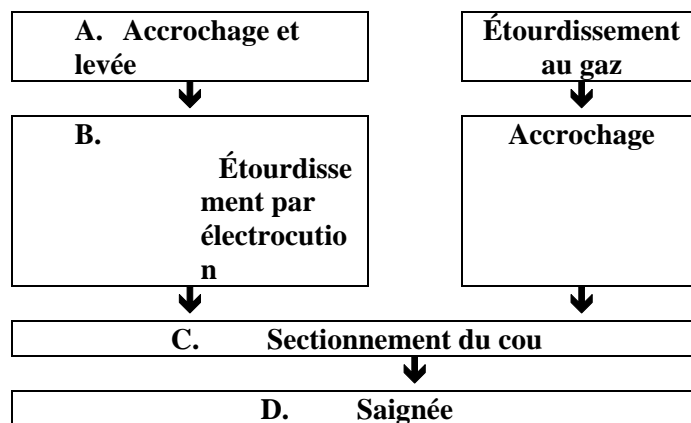 A. Accrochage et
levée
Étourdissement
au gaz
B.
Étourdisse
ment par
électrocutio
n
Accrochage
C. Sectionnement du cou
D. Saignée